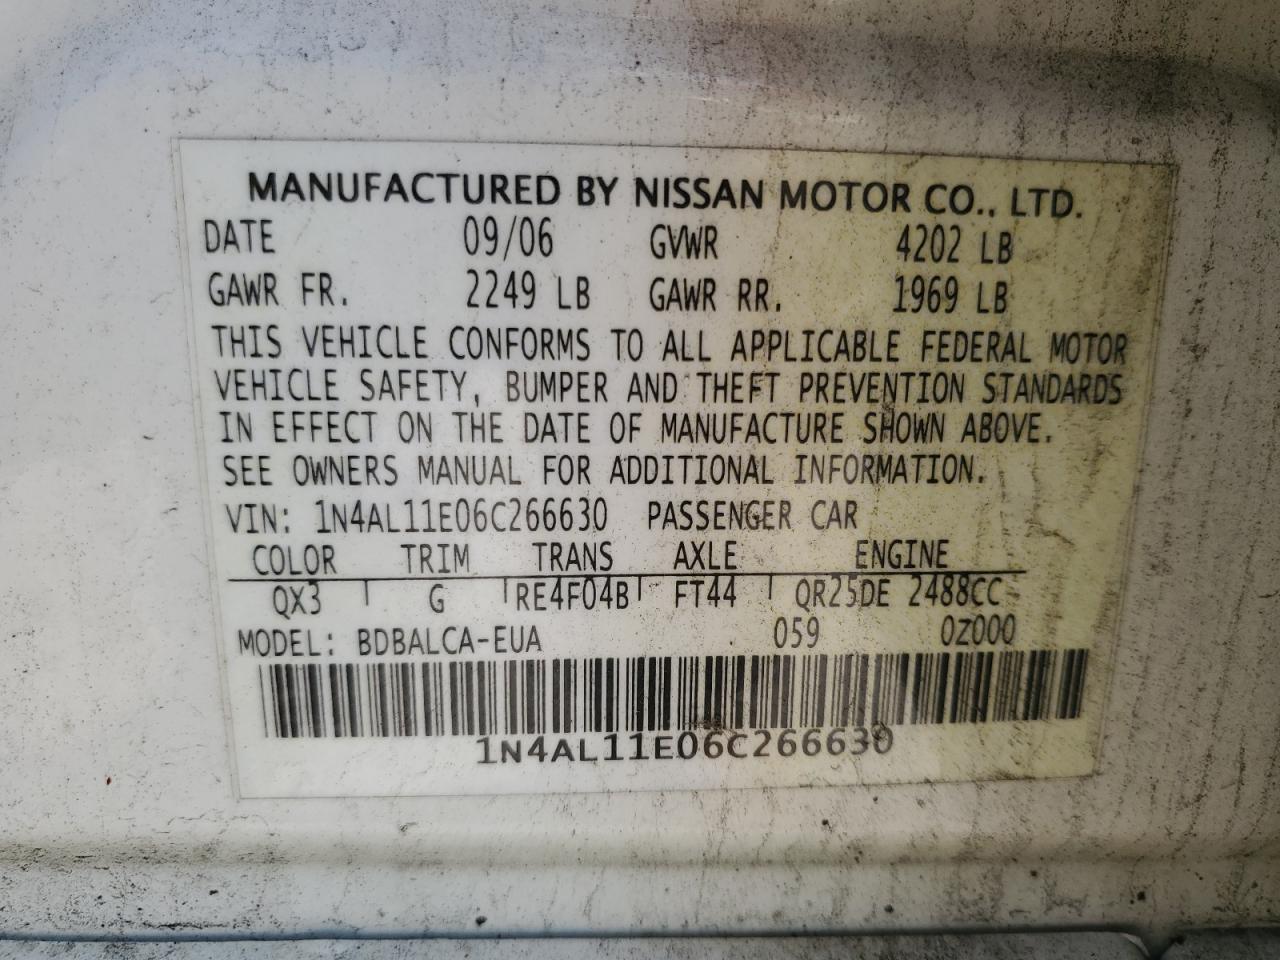 MANUFACTURED BY NISSAN MOTOR CO., LTD.
DATE 09/06 GVWR 4202 LB
GAWR FR. 2249 LB GAWR RR. 1969 LB
THIS VEHICLE CONFORMS TO ALL APPLICABLE FEDERAL MOTOR
VEHICLE SAFETY, BUMPER AND THEFT PREVENTION STANDARDS
IN EFFECT ON THE DATE OF MANUFACTURE SHOWN ABOVE.
SEE OWNERS MANUAL FOR ADDITIONAL INFORMATION.
VIN: 1N4AL11E06C266630 PASSENGER CAR
COLOR TRIM TRANS AXLE ENGINE
QX3 G RE4F04B FT44 QR25DE 2488CC
MODEL: BDBALCA-EUA 059 0Z000
1N4AL11E06C266630